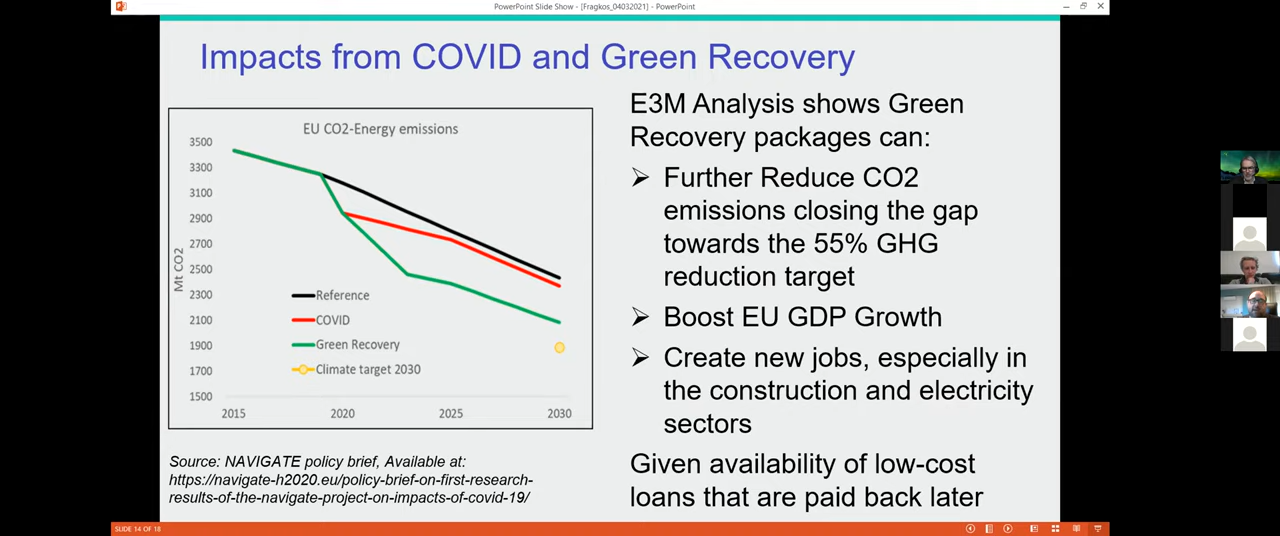 PowerPoint Slide Show - [Fragkos_04032021] - PowerPoint
Impacts from COVID and Green Recovery
EU CO2-Energy emissions
3500
3300
3100
2900
2700
2500
2300
2100
1900
1700
1500
Mt CO2
Reference
COVID
Green Recovery
Climate target 2030
2015
2020
2025
2030
Source: NAVIGATE policy brief, Available at:
https://navigate-h2020.eu/policy-brief-on-first-research-
results-of-the-navigate-project-on-impacts-of-covid-19/
E3M Analysis shows Green
Recovery packages can:
Further Reduce CO2
emissions closing the gap
towards the 55% GHG
reduction target
Boost EU GDP Growth
Create new jobs, especially in
the construction and electricity
sectors
Given availability of low-cost
loans that are paid back later
SLIDE 14 OF 18